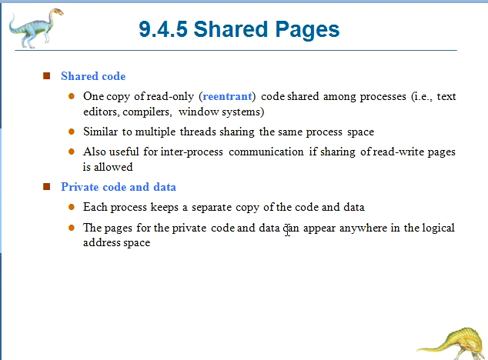 9.4.5 Shared Pages
Shared code
One copy of read-only (reentrant) code shared among processes (i.e., text
editors, compilers, window systems)
Similar to multiple threads sharing the same process space
Also useful for inter-process communication if sharing of read-write pages
is allowed
Private code and data
Each process keeps a separate copy of the code and data
The pages for the private code and data can appear anywhere in the logical
address space